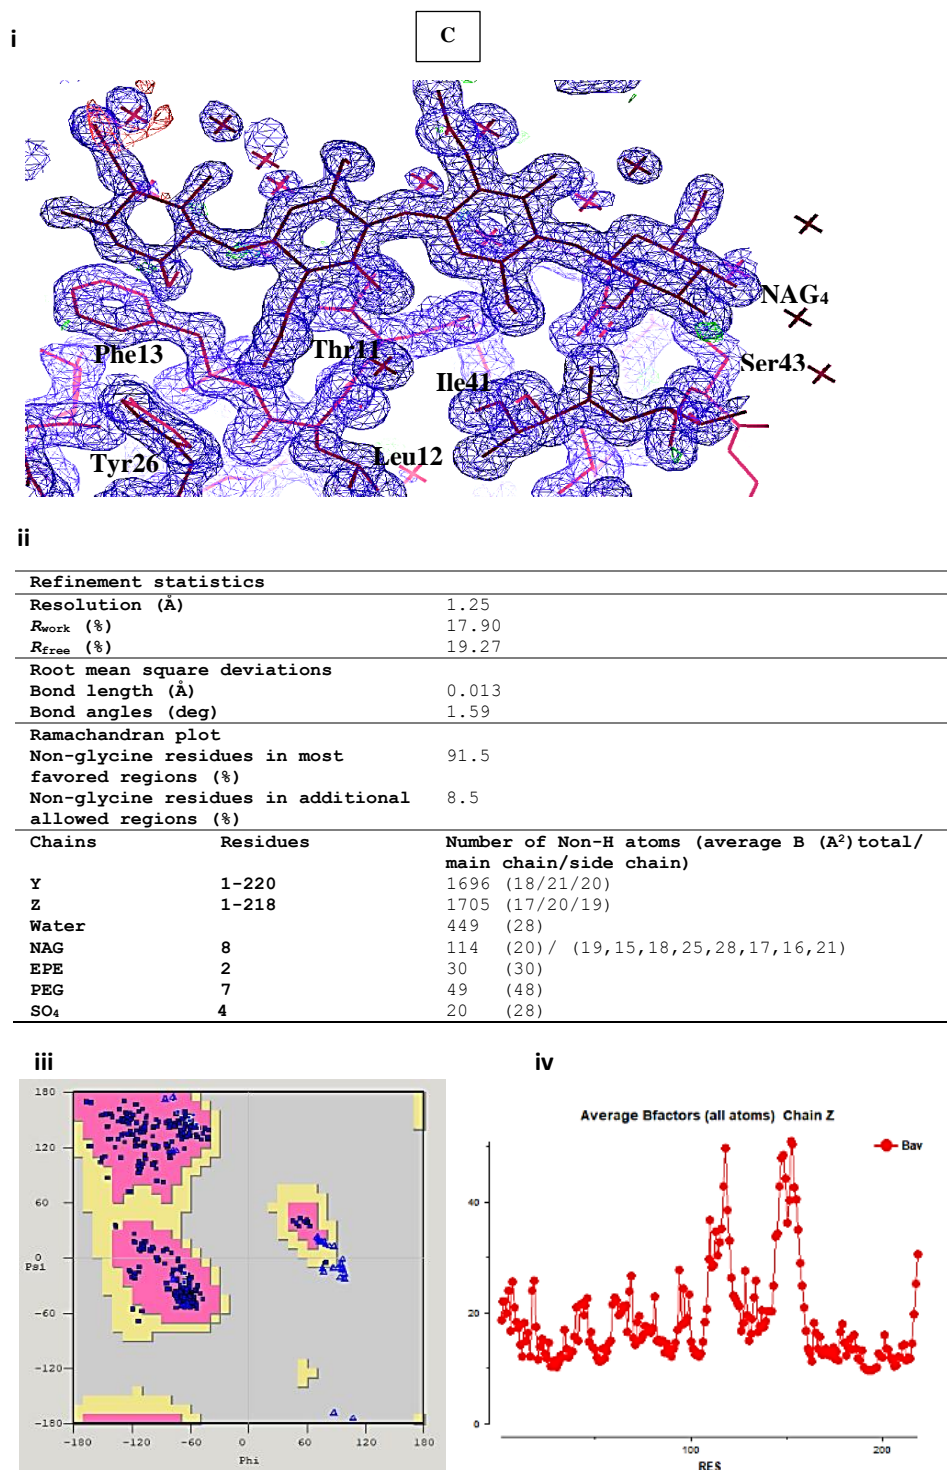 C
i
NAG4
Phe13
Thr11
Ser43
Ile41
Tyr26
Leu12
ii
Refinement statistics
Resolution (Å) 1.25
Rwork (%) 17.90
Rfree (%) 19.27
Root mean square deviations
Bond length (Å) 0.013
Bond angles (deg) 1.59
Ramachandran plot
Non-glycine residues in most 91.5
favored regions (%)
Non-glycine residues in additional 8.5
allowed regions (%)
Chains Residues Number of Non-H atoms (average B (A²)total/
main chain/side chain)
Y 1-220 1696 (18/21/20)
Z 1-218 1705 (17/20/19)
Water 449 (28)
NAG 8 114 (20)/ (19,15,18,25,28,17,16,21)
EPE 2 30 (30)
PEG 7 49 (48)
SO4 4 20 (28)
iii
180
120
60
0
Psi
-60
-120
-180
-180 -120 -60 0 60 120 180
Phi
iv
Average Bfactors (all atoms) Chain Z
Bav
40
20
0
100 200
RES